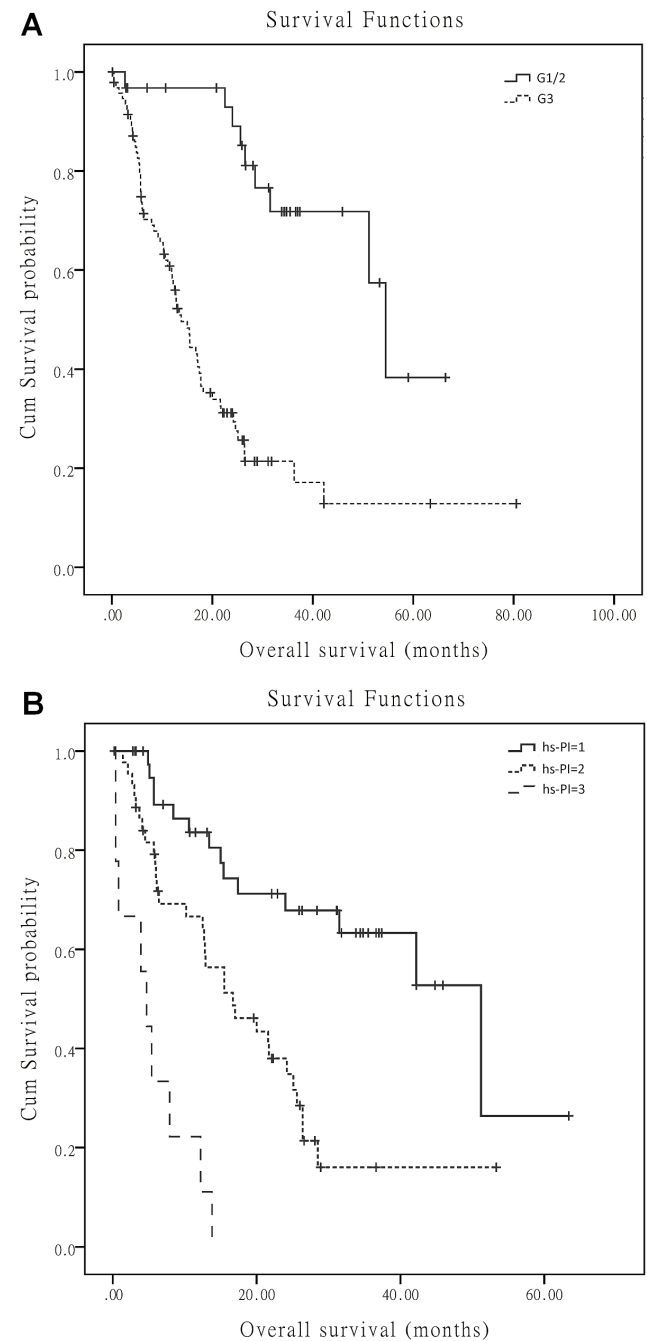 A
Survival Functions
G1/2
G3
1.0
0.8
0.6
0.4
0.2
0.0
Cum Survival probability
.00 20.00 40.00 60.00 80.00 100.00
Overall survival (months)
B
Survival Functions
hs-PI=1
hs-PI=2
hs-PI=3
1.0
0.8
0.6
0.4
0.2
0.0
Cum Survival probability
.00 20.00 40.00 60.00
Overall survival (months)